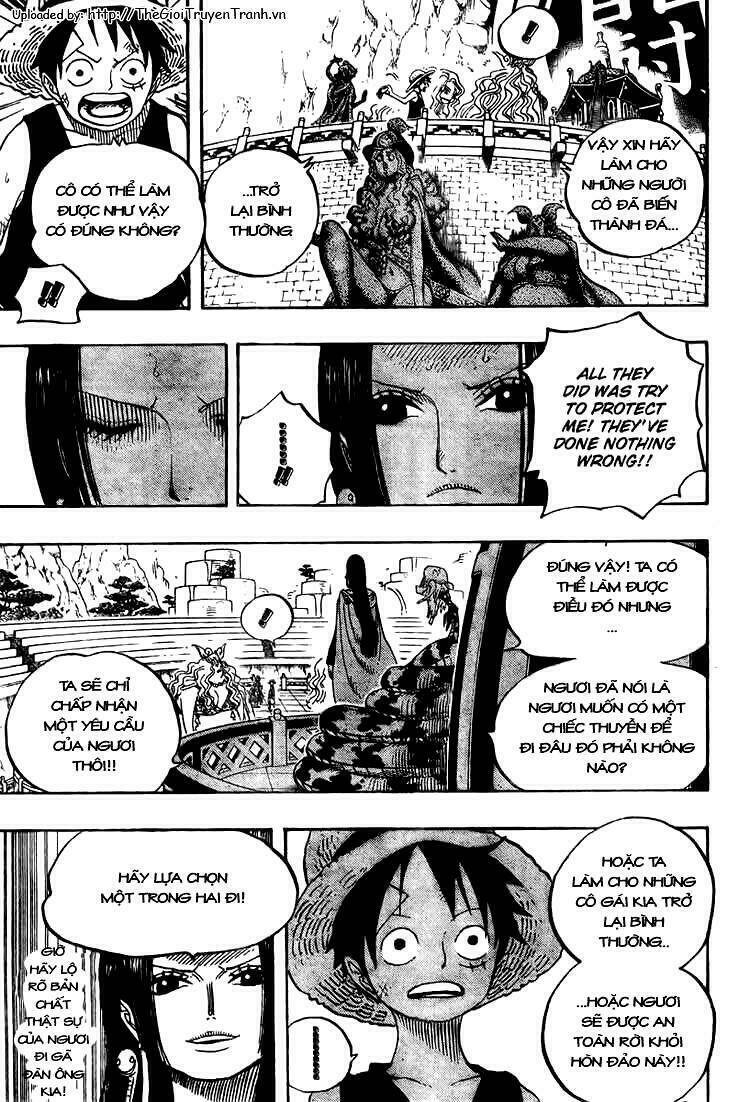 Uploaded by: http://TheGioiTruyenTranh.vn
闘
VẬY XIN HÃY
LÀM CHO
NHỮNG NGƯỜI
CÔ ĐÃ BIẾN
THÀNH ĐÁ...
...TRỞ
LẠI BÌNH
THƯỜNG
CÔ CÓ THỂ LÀM
ĐƯỢC NHƯ VẬY
CÓ ĐÚNG KHÔNG?
ALL THEY
DID WAS TRY
TO PROTECT
ME! THEY'VE
DONE NOTHING
WRONG!!
ĐÚNG VẬY! TA CÓ
THỂ LÀM ĐƯỢC
ĐIỀU ĐÓ NHƯNG
...
NGƯƠI ĐÃ NÓI LÀ
NGƯƠI MUỐN CÓ MỘT
CHIẾC THUYỀN ĐỂ
ĐI ĐÂU ĐÓ PHẢI KHÔNG
NÀO?
TA SẼ CHỈ
CHẤP NHẬN
MỘT YÊU CẦU
CỦA NGƯƠI
THÔI!!
HOẶC TA
LÀM CHO NHỮNG
CÔ GÁI KIA TRỞ
LẠI BÌNH
THƯỜNG..
...HOẶC NGƯƠI
SẼ ĐƯỢC AN
TOÀN RỜI KHỎI
HÒN ĐẢO NÀY!!
HÃY LỰA CHỌN
MỘT TRONG HAI ĐI!
GIỜ
HÃY LỘ
RÕ BẢN
CHẤT
THẬT SỰ
CỦA NGƯƠI
ĐI GÃ
ĐÀN ÔNG
KIA!